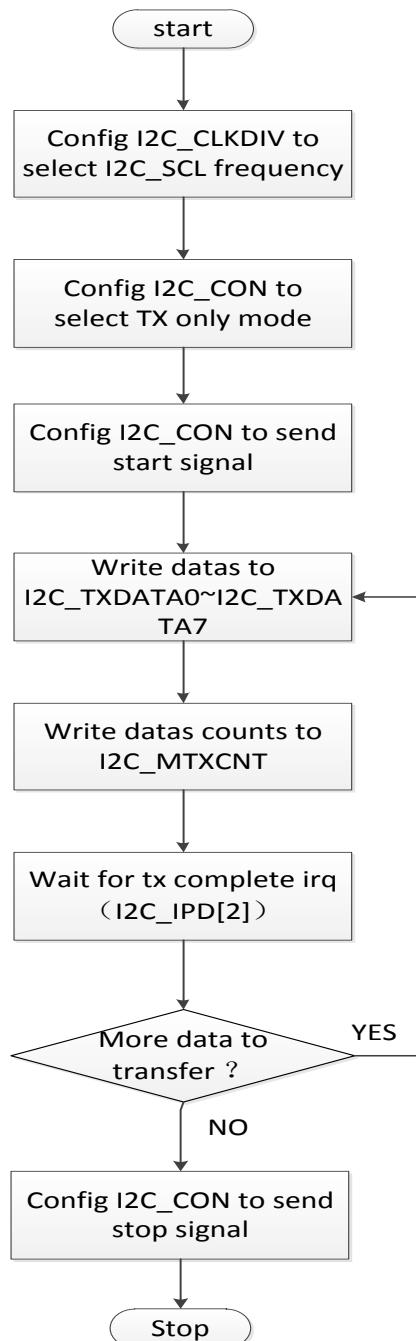 start
Config I2C_CLKDIV to
select I2C_SCL frequency
Config I2C_CON to
select TX only mode
Config I2C_CON to send
start signal
Write datas to
I2C_TXDATA0~I2C_TXDA
TA7
Write datas counts to
I2C_MTXCNT
Wait for tx complete irq
（I2C_IPD[2]）
More data to
transfer ？
YES
NO
Config I2C_CON to send
stop signal
Stop